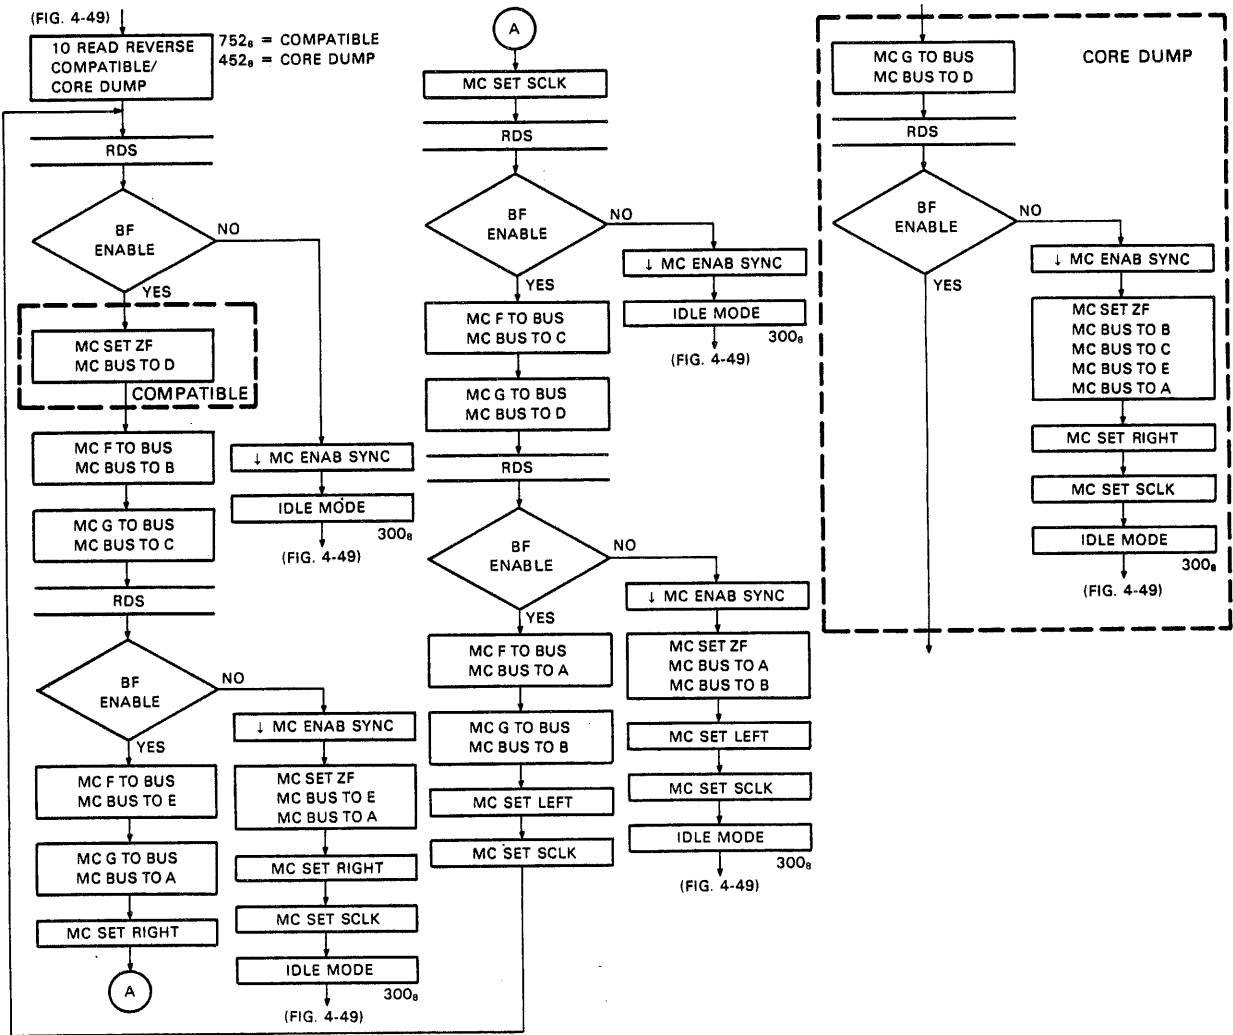 (FIG. 4-49)
10 READ REVERSE
COMPATIBLE/
CORE DUMP
752₈ = COMPATIBLE
452₈ = CORE DUMP
RDS
BF
ENABLE
NO
YES
MC SET ZF
MC BUS TO D
COMPATIBLE
MC F TO BUS
MC BUS TO B
MC G TO BUS
MC BUS TO C
↓ MC ENAB SYNC
IDLE MODE
300₈
(FIG. 4-49)
RDS
BF
ENABLE
NO
YES
MC F TO BUS
MC BUS TO E
MC G TO BUS
MC BUS TO A
MC SET RIGHT
A
↓ MC ENAB SYNC
MC SET ZF
MC BUS TO E
MC BUS TO A
MC SET RIGHT
MC SET SCLK
IDLE MODE
300₈
(FIG. 4-49)
A
MC SET SCLK
RDS
BF
ENABLE
NO
YES
↓ MC ENAB SYNC
IDLE MODE
300₈
(FIG. 4-49)
MC F TO BUS
MC BUS TO C
MC G TO BUS
MC BUS TO D
RDS
BF
ENABLE
NO
YES
MC F TO BUS
MC BUS TO A
MC G TO BUS
MC BUS TO B
MC SET LEFT
MC SET SCLK
↓ MC ENAB SYNC
MC SET ZF
MC BUS TO A
MC BUS TO B
MC SET LEFT
MC SET SCLK
IDLE MODE
300₈
(FIG. 4-49)
CORE DUMP
MC G TO BUS
MC BUS TO D
RDS
BF
ENABLE
NO
YES
↓ MC ENAB SYNC
MC SET ZF
MC BUS TO B
MC BUS TO C
MC BUS TO E
MC BUS TO A
MC SET RIGHT
MC SET SCLK
IDLE MODE
300₈
(FIG. 4-49)